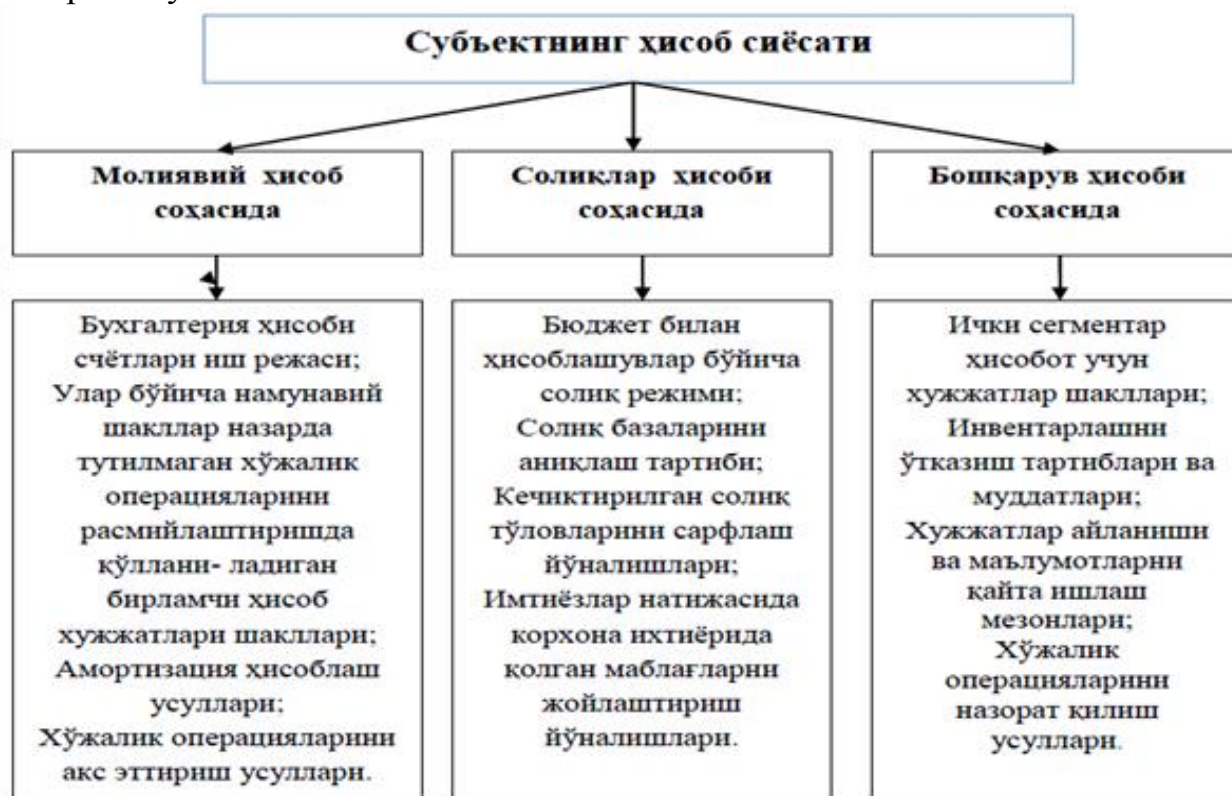 Субъектнинг ҳисоб сиёсати
Молиявий ҳисоб
соҳасида
Солиқлар ҳисоби
соҳасида
Бошқарув ҳисоби
соҳасида
Бухгалтерия ҳисоби
счётлари иш режаси;
Улар бўйича намунавий
шакллар назарда
тутилмаган хўжалик
операцияларини
расмийлаштиришда
қўллани- ладиган
бирламчи ҳисоб
хужжатлари шакллари;
Амортизация ҳисоблаш
усуллари;
Хўжалик операцияларини
акс эттириш усуллари.
Бюджет билан
ҳисоблашувлар бўйича
солиқ режими;
Солиқ базаларини
аниқлаш тартиби;
Кечиктирилган солиқ
тўловларини сарфлаш
йўналишлари;
Имтиёзлар натижасида
корхона ихтиёрида
қолган маблағларни
жойлаштириш
йўналишлари.
Ички сегментар
ҳисобот учун
хужжатлар шакллари;
Инвентарлашни
ўтказиш тартиблари ва
муддатлари;
Хужжатлар айланиши
ва маълумотларни
қайта ишлаш
мезонлари;
Хўжалик
операцияларини
назорат қилиш
усуллари.